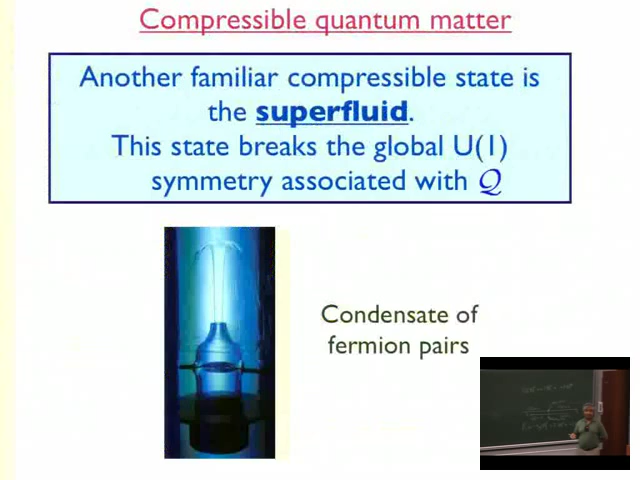 Compressible quantum matter
Another familiar compressible state is
the superfluid.
This state breaks the global U(1)
symmetry associated with Q
Condensate of
fermion pairs